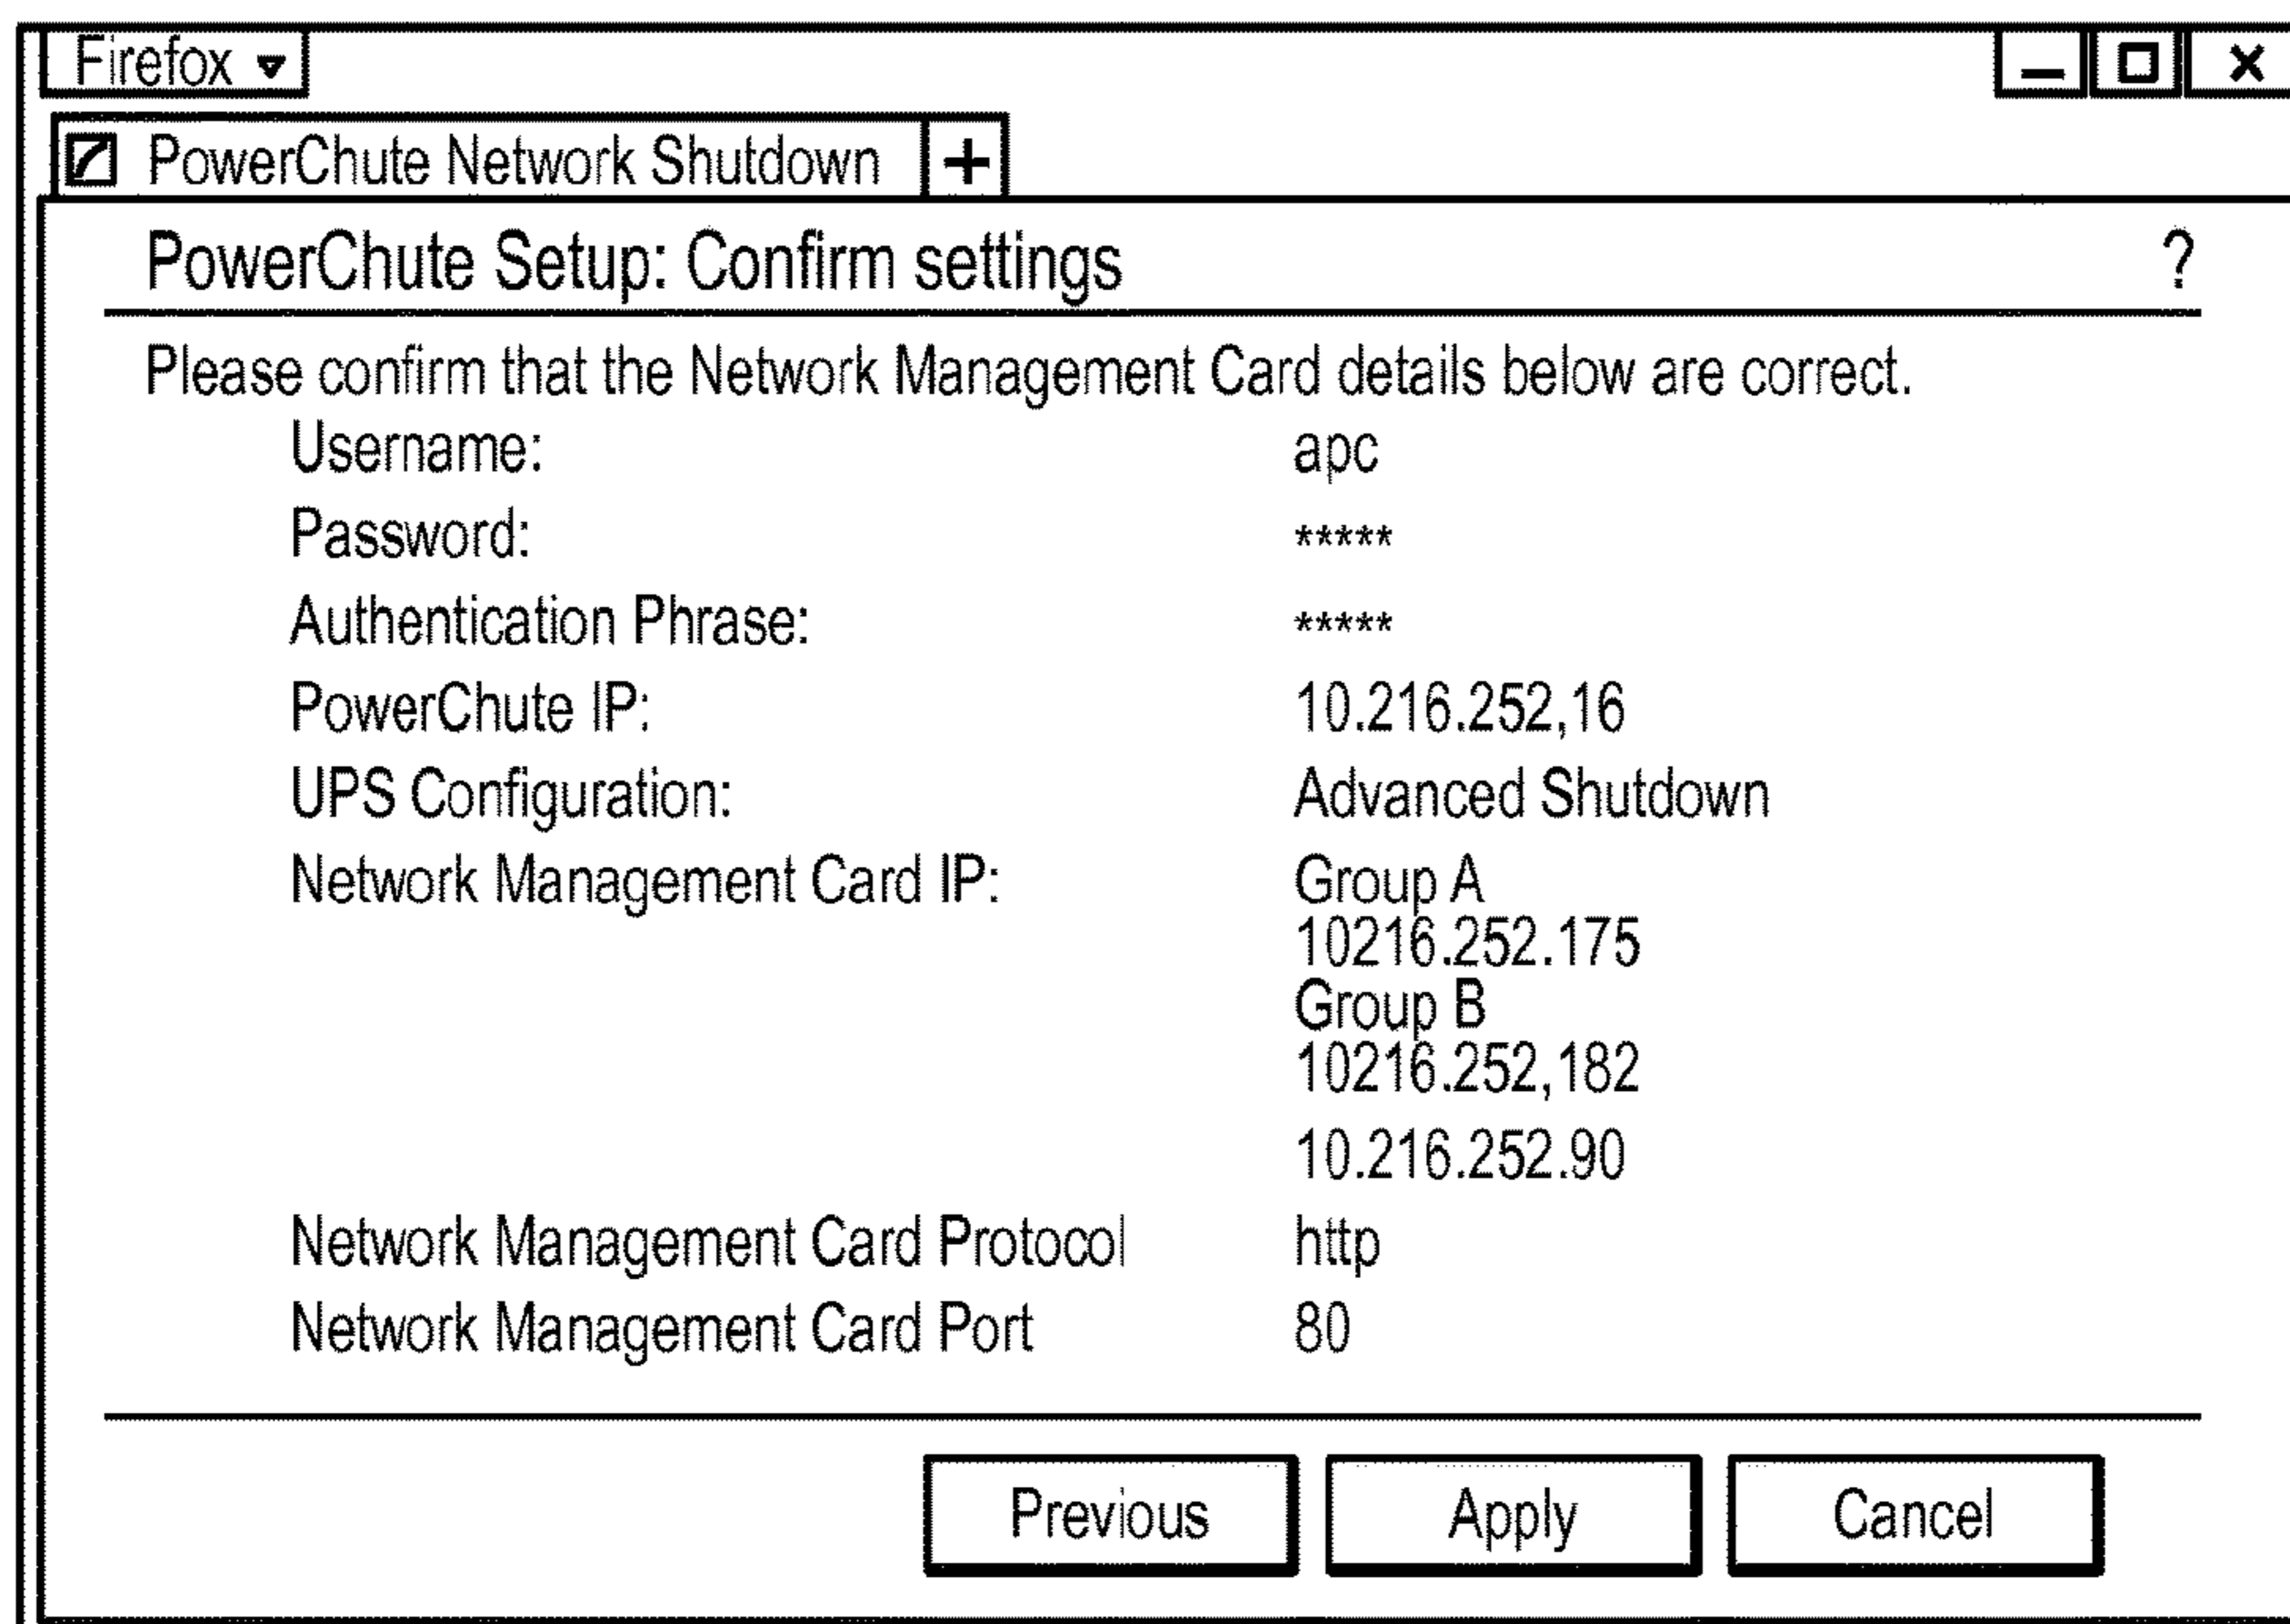 Firefox
PowerChute Network Shutdown +
PowerChute Setup: Confirm settings ?
Please confirm that the Network Management Card details below are correct.
Username: apc
Password: *****
Authentication Phrase: *****
PowerChute IP: 10.216.252,16
UPS Configuration: Advanced Shutdown
Network Management Card IP: Group A
10216.252.175
Group B
10216.252,182
10.216.252.90
Network Management Card Protocol http
Network Management Card Port 80
Previous Apply Cancel